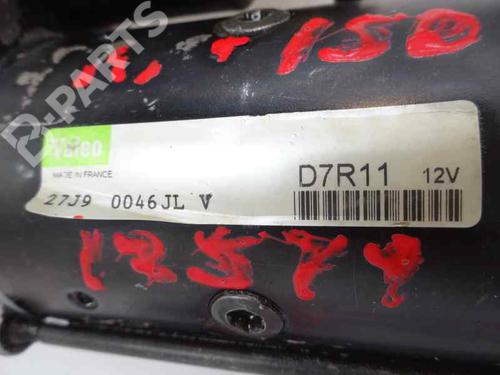 B-PARTS
150
Valeo
MADE IN FRANCE
D7R11 12V
27J9 0046JL V